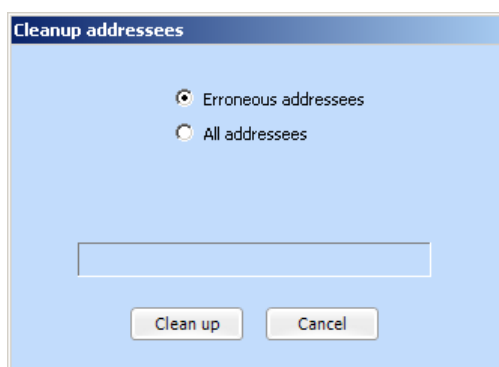 Cleanup addressees
Erroneous addressees
All addressees
Clean up
Cancel